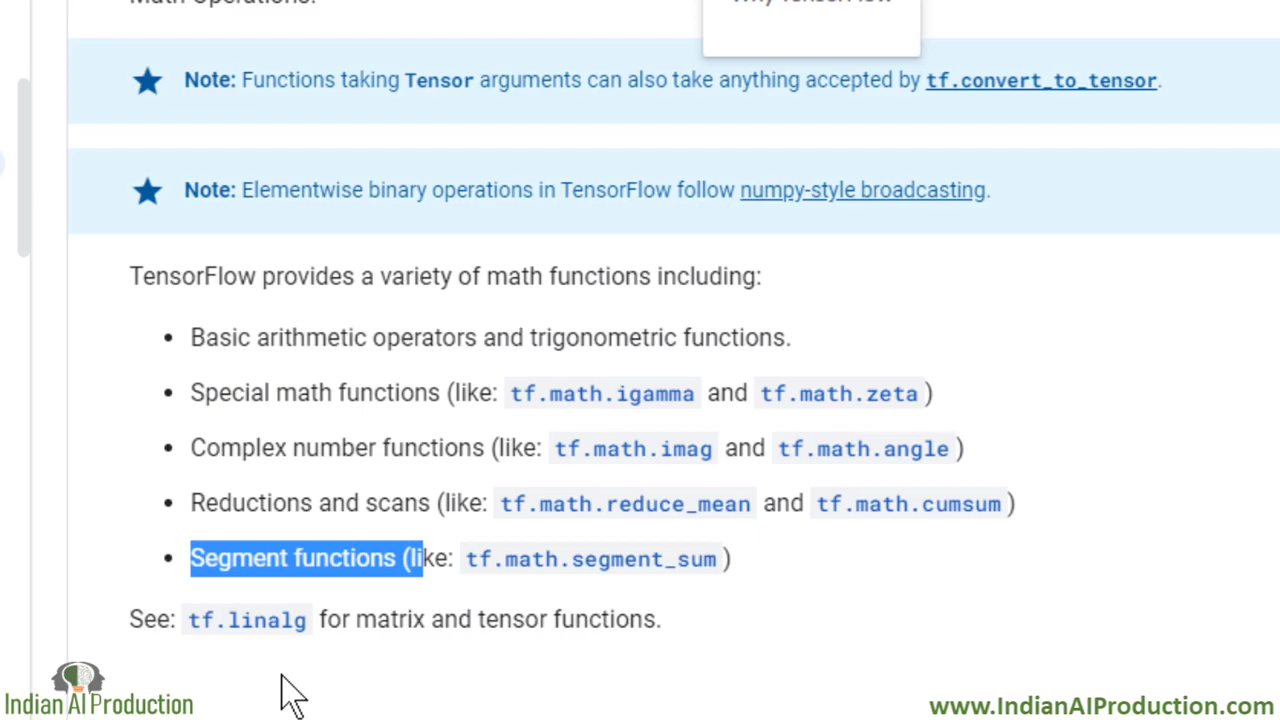 Math Operations.
Why TensorFlow
Note: Functions taking Tensor arguments can also take anything accepted by tf.convert_to_tensor.
Note: Elementwise binary operations in TensorFlow follow numpy-style broadcasting.
TensorFlow provides a variety of math functions including:
• Basic arithmetic operators and trigonometric functions.
• Special math functions (like: tf.math.igamma and tf.math.zeta)
• Complex number functions (like: tf.math.imag and tf.math.angle)
• Reductions and scans (like: tf.math.reduce_mean and tf.math.cumsum)
• Segment functions (like: tf.math.segment_sum)
See: tf.linalg for matrix and tensor functions.
Indian AI Production
www.IndianAIProduction.com